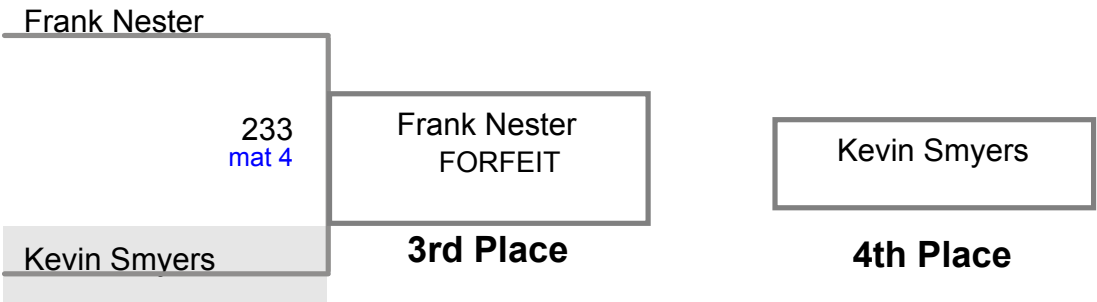 Frank Nester
233
mat 4
Kevin Smyers
Frank Nester
FORFEIT
3rd Place
Kevin Smyers
4th Place